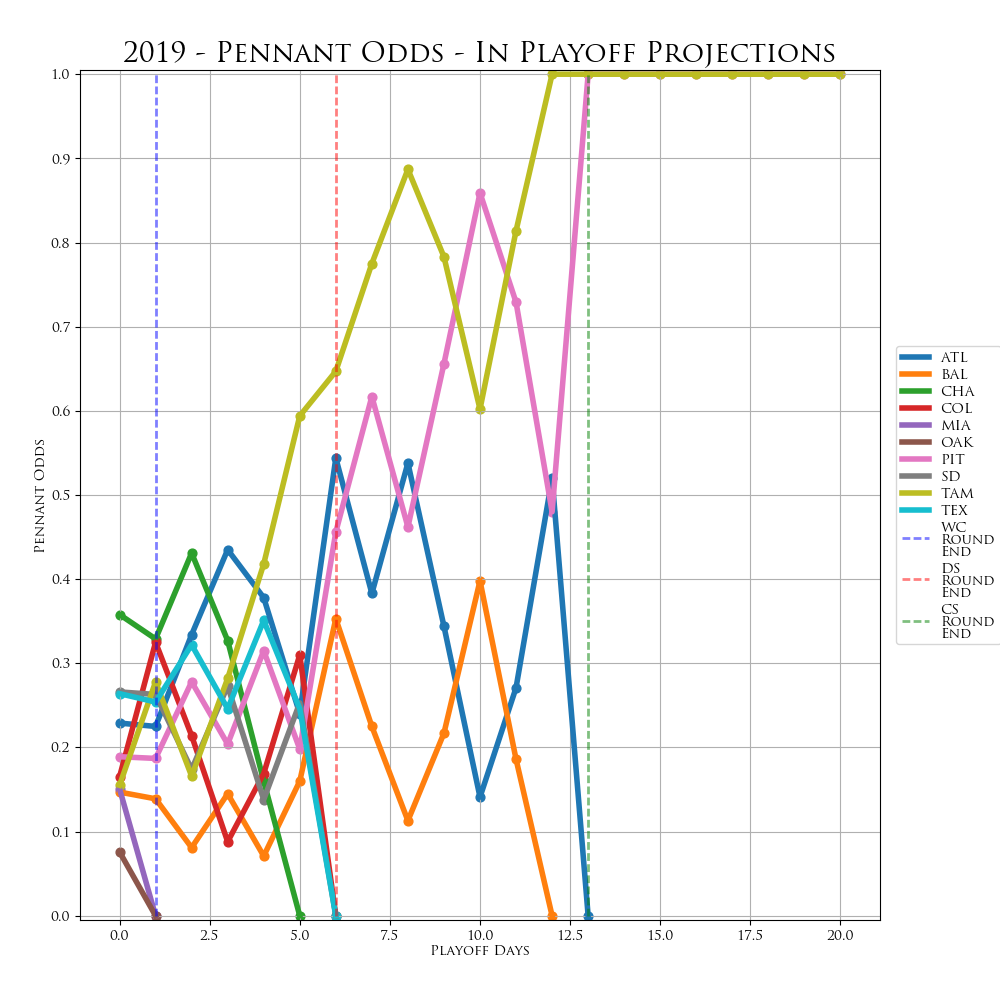 2019 - Pennant Odds - In Playoff Projections
1.0
0.9
0.8
0.7
0.6
0.5
0.4
0.3
0.2
0.1
0.0
Pennant Odds
0.0 2.5 5.0 7.5 10.0 12.5 15.0 17.5 20.0
Playoff Days
ATL
BAL
CHA
COL
MIA
OAK
PIT
SD
TAM
TEX
WC
Round
End
DS
Round
End
CS
Round
End